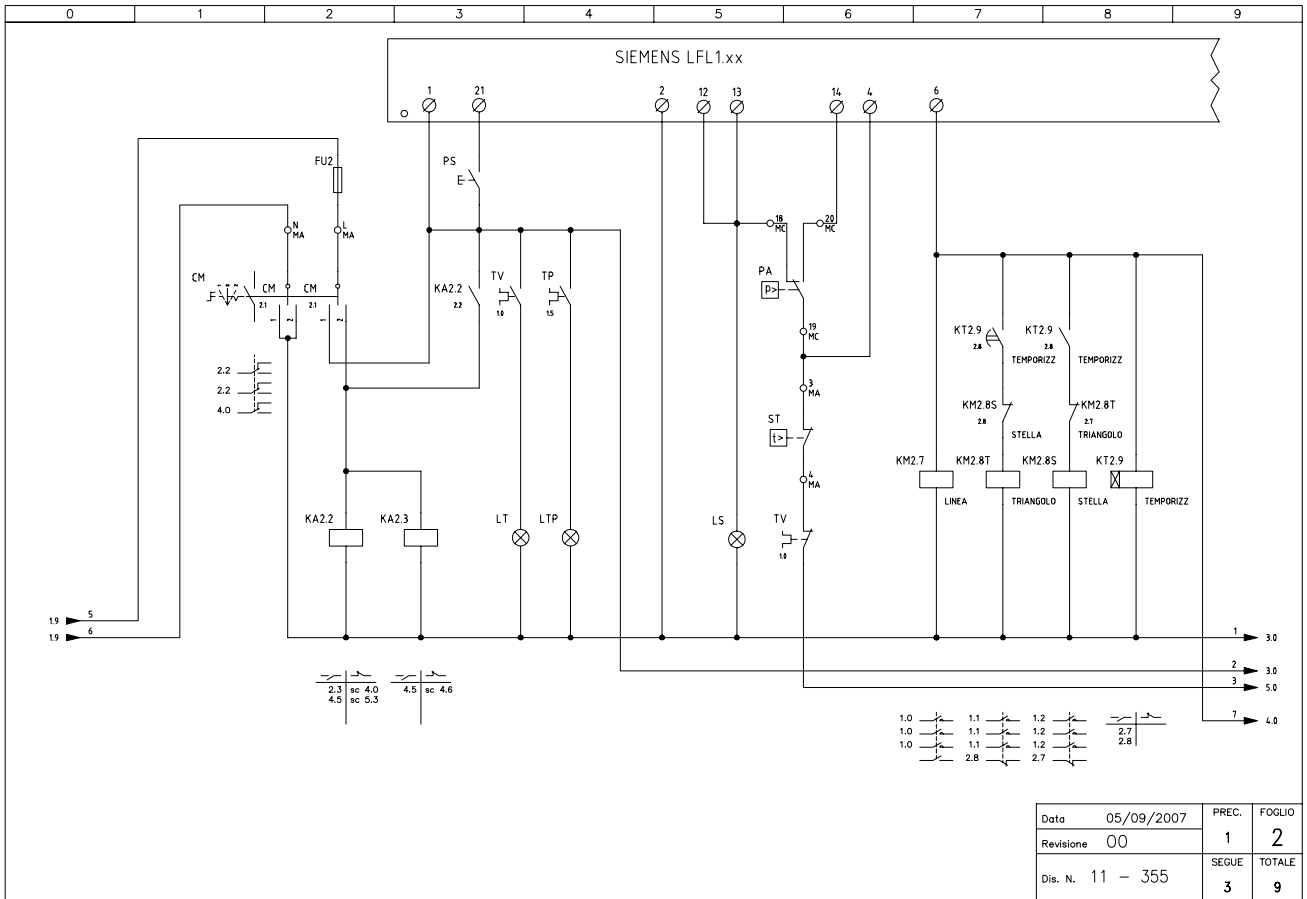 0 1 2 3 4 5 6 7 8 9
SIEMENS LFL1.xx
1 21 2 12 13 14 4 6
FU2
PS
N
MA
L
MA
18
MC
20
MC
CM
CM
2.1
CM
2.1
1 2
1 2
KA2.2
2.2
TV
1.0
TP
1.5
PA
P>
19
MC
KT2.9
2.8
TEMPORIZZ
KT2.9
2.8
TEMPORIZZ
2.2
2.2
4.0
3
MA
KM2.8S
2.8
STELLA
KM2.8T
2.7
TRIANGOLO
ST
t>
4
MA
KM2.7
LINEA
KM2.8T
TRIANGOLO
KM2.8S
STELLA
KT2.9
TEMPORIZZ
KA2.2
KA2.3
LT
LTP
LS
TV
1.0
1.9 5
1.9 6
1 3.0
2 3.0
3 5.0
7 4.0
2.3 sc 4.0
4.5 sc 5.3
4.5 sc 4.6
1.0 1.1 1.2
1.0 1.1 1.2
1.0 1.1 1.2
2.8 2.7
2.7
2.8
Data 05/09/2007
PREC.
1
FOGLIO
2
Revisione 00
Dis. N. 11 - 355
SEGUE
3
TOTALE
9